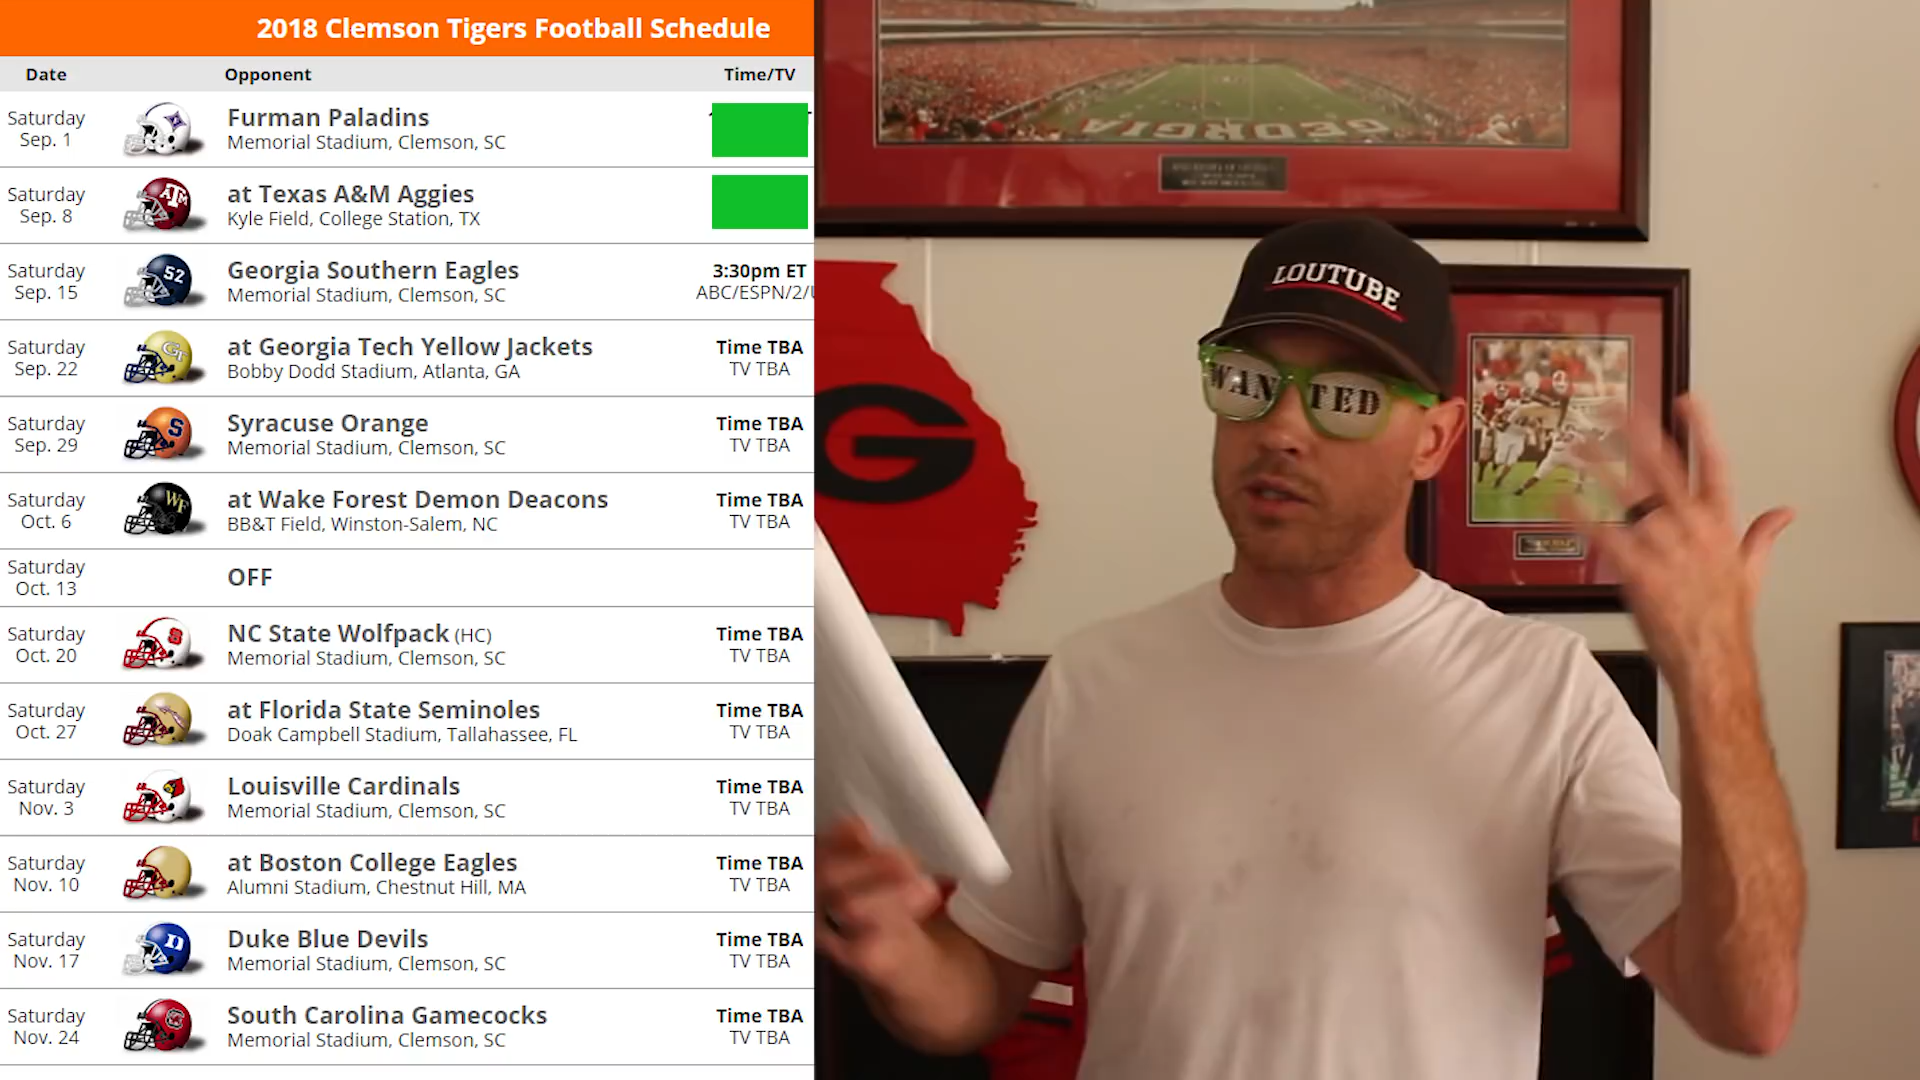 2018 Clemson Tigers Football Schedule
Date Opponent Time/TV
Saturday
Sep. 1
Furman Paladins
Memorial Stadium, Clemson, SC
Saturday
Sep. 8
at Texas A&M Aggies
Kyle Field, College Station, TX
Saturday
Sep. 15
Georgia Southern Eagles
Memorial Stadium, Clemson, SC
3:30pm ET
ABC/ESPN/2/U
Saturday
Sep. 22
at Georgia Tech Yellow Jackets
Bobby Dodd Stadium, Atlanta, GA
Time TBA
TV TBA
Saturday
Sep. 29
Syracuse Orange
Memorial Stadium, Clemson, SC
Time TBA
TV TBA
Saturday
Oct. 6
at Wake Forest Demon Deacons
BB&T Field, Winston-Salem, NC
Time TBA
TV TBA
Saturday
Oct. 13
OFF
Saturday
Oct. 20
NC State Wolfpack (HC)
Memorial Stadium, Clemson, SC
Time TBA
TV TBA
Saturday
Oct. 27
at Florida State Seminoles
Doak Campbell Stadium, Tallahassee, FL
Time TBA
TV TBA
Saturday
Nov. 3
Louisville Cardinals
Memorial Stadium, Clemson, SC
Time TBA
TV TBA
Saturday
Nov. 10
at Boston College Eagles
Alumni Stadium, Chestnut Hill, MA
Time TBA
TV TBA
Saturday
Nov. 17
Duke Blue Devils
Memorial Stadium, Clemson, SC
Time TBA
TV TBA
Saturday
Nov. 24
South Carolina Gamecocks
Memorial Stadium, Clemson, SC
Time TBA
TV TBA
ATM
52
GT
S
WF
S
D
GEORGIA
G
LOUTUBE
WANTED